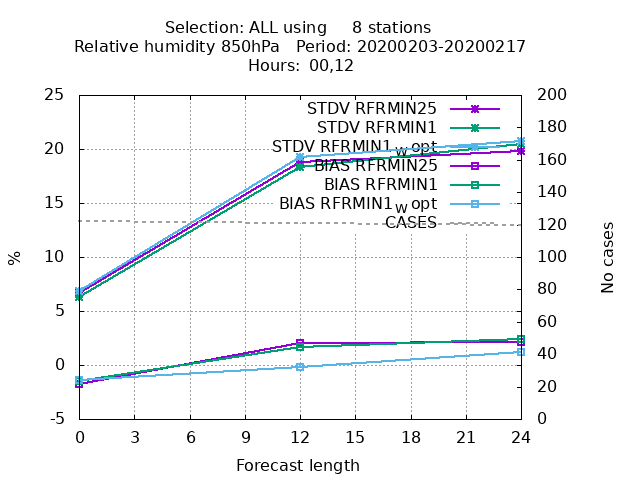 Selection: ALL using 8 stations
Relative humidity 850hPa Period: 20200203-20200217
Hours: 00,12
25
20
15
10
5
0
-5
%
200
180
160
140
120
100
80
60
40
20
0
No cases
STDV RFRMIN25
STDV RFRMIN1
STDV RFRMIN1_w opt
BIAS RFRMIN25
BIAS RFRMIN1
BIAS RFRMIN1_w opt
CASES
0 3 6 9 12 15 18 21 24
Forecast length